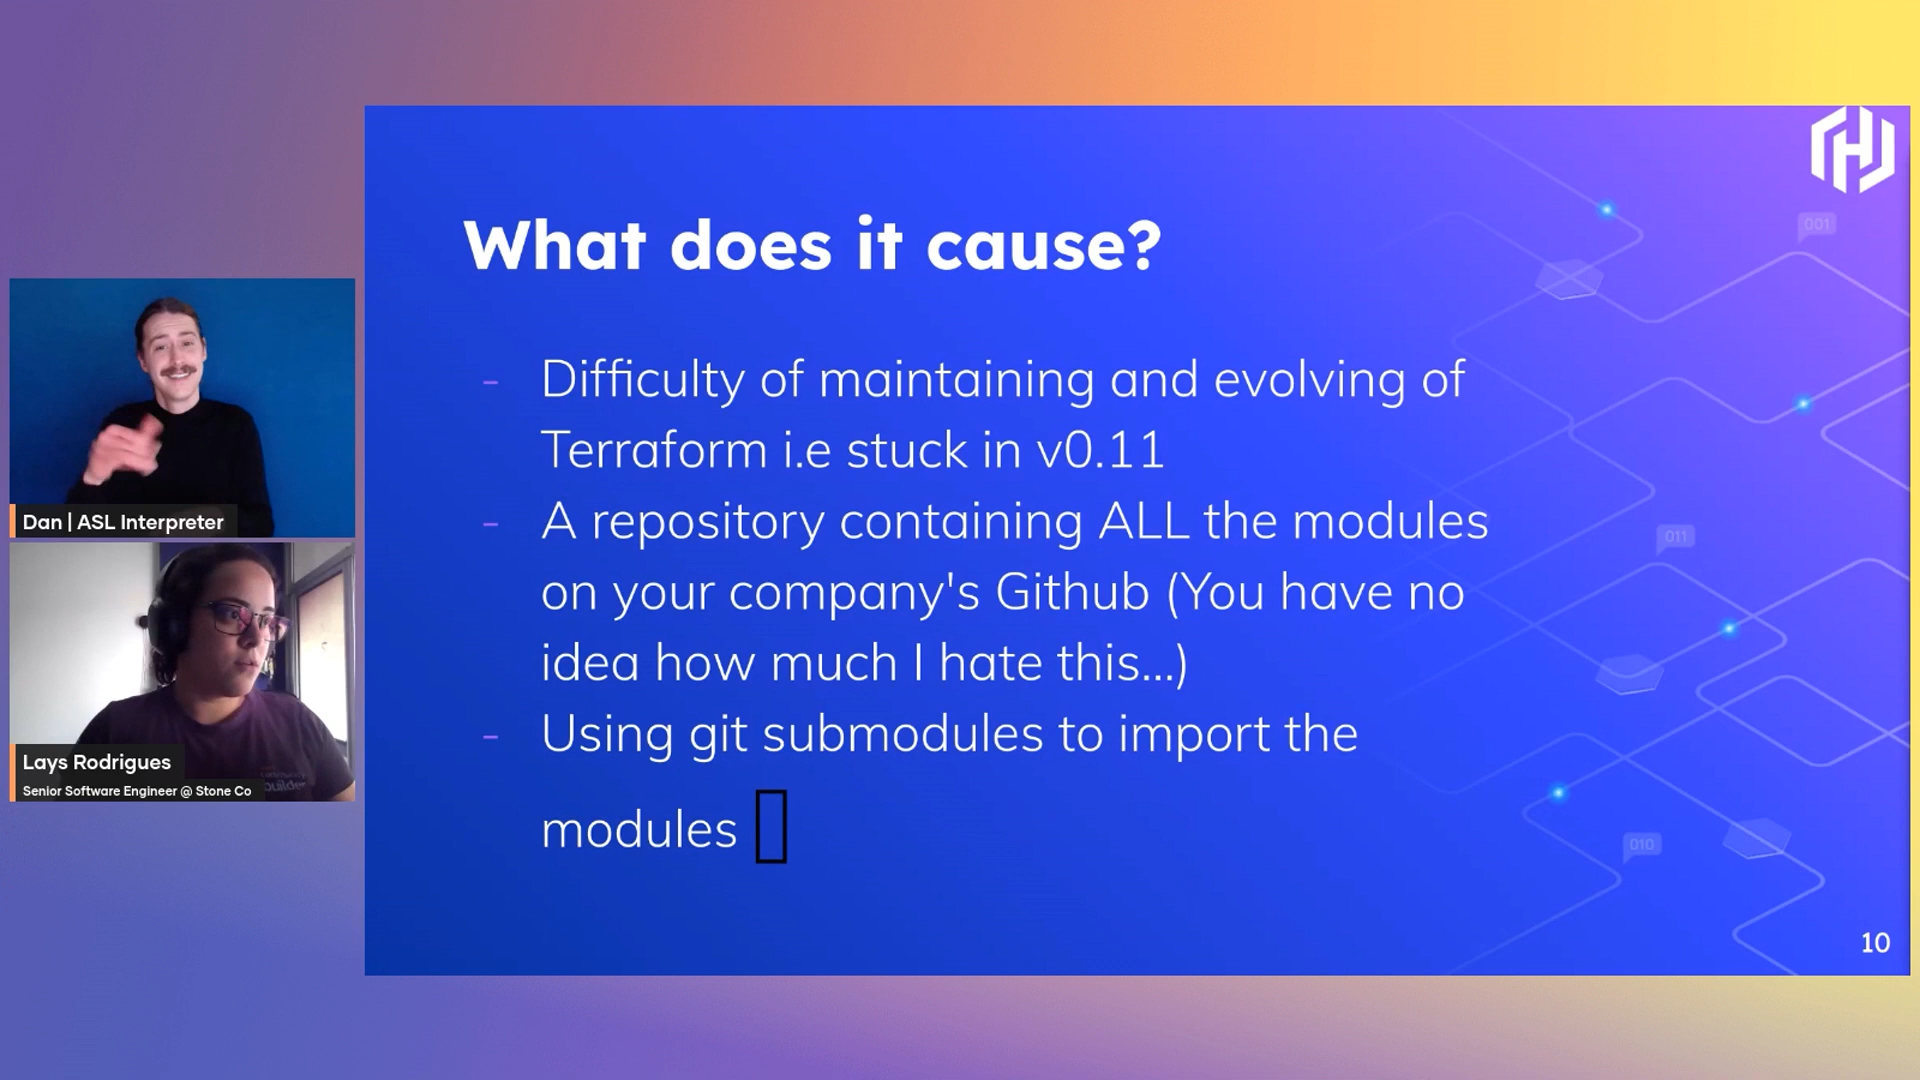 What does it cause?
- Difficulty of maintaining and evolving of
Terraform i.e stuck in v0.11
- A repository containing ALL the modules
on your company's Github (You have no
idea how much I hate this...)
- Using git submodules to import the
modules
001
011
010
10
Dan | ASL Interpreter
Lays Rodrigues
Senior Software Engineer @ Stone Co
builder